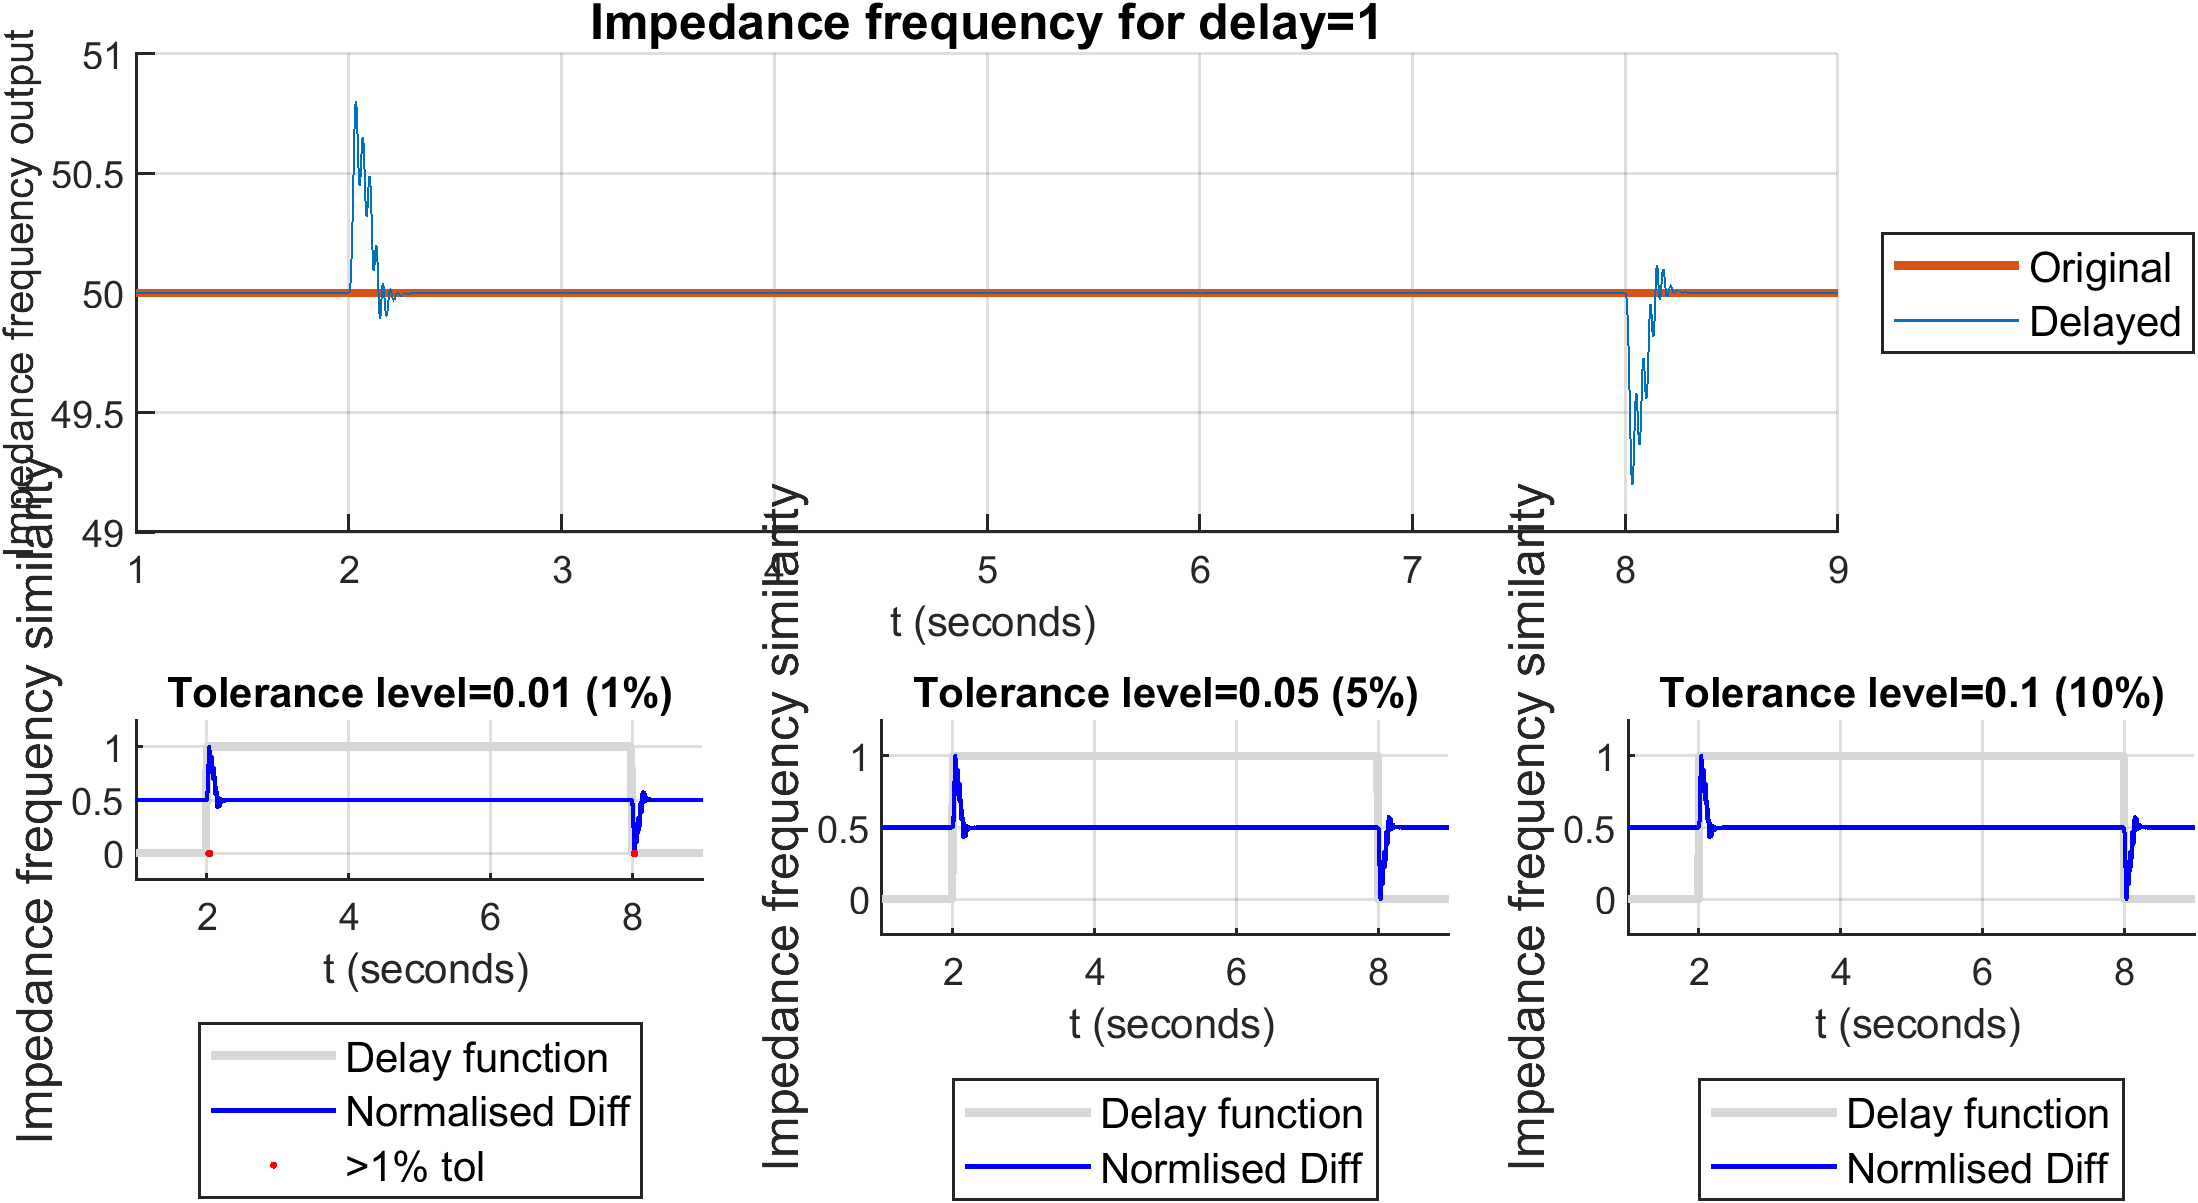 Impedance frequency for delay=1
Impedance frequency output
51
50.5
50
49.5
49
1 2 3 4 5 6 7 8 9
t (seconds)
Original
Delayed
Tolerance level=0.01 (1%)
Impedance frequency similarity
1
0.5
0
2 4 6 8
t (seconds)
Delay function
Normalised Diff
>1% tol
Tolerance level=0.05 (5%)
Impedance frequency similarity
1
0.5
0
2 4 6 8
t (seconds)
Delay function
Normlised Diff
Tolerance level=0.1 (10%)
Impedance frequency similarity
1
0.5
0
2 4 6 8
t (seconds)
Delay function
Normlised Diff